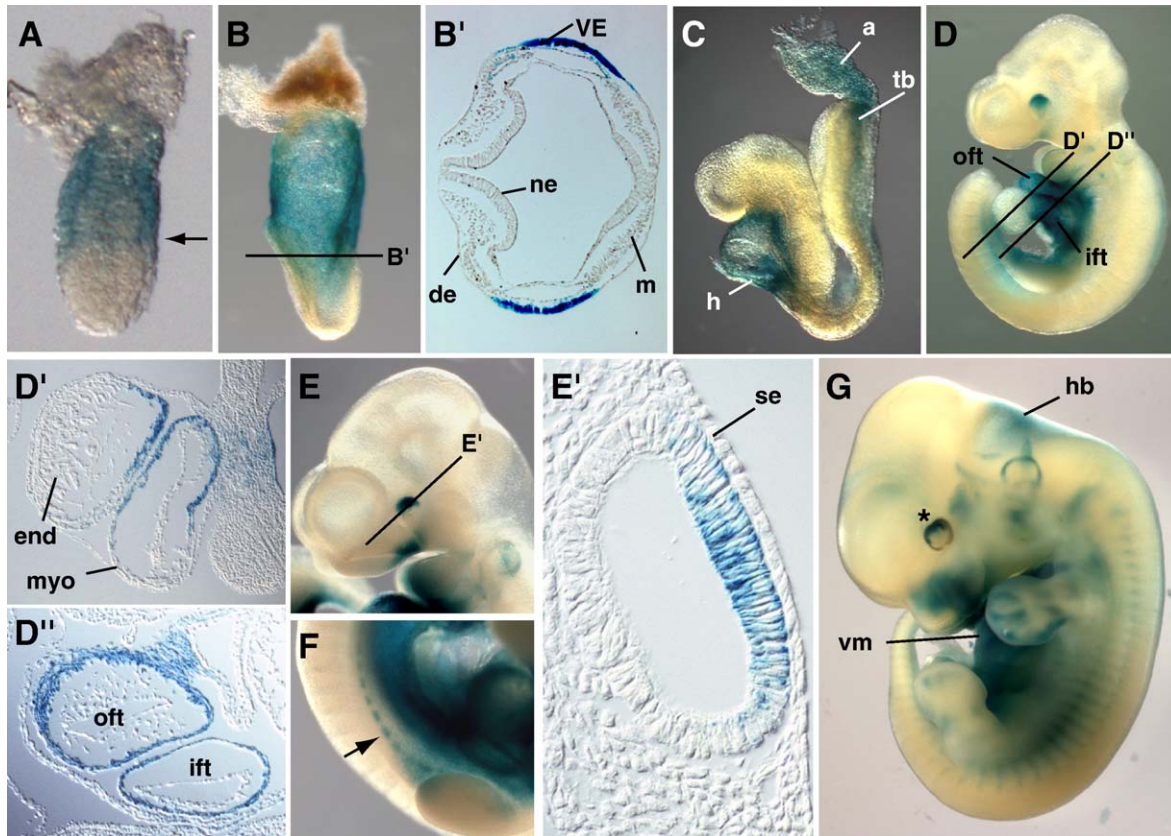 A
B
B'
B'
VE
ne
de
m
C
a
tb
h
D
D'
D''
oft
ift
D'
end
myo
E
E'
E'
se
G
hb
*
vm
D''
oft
ift
F